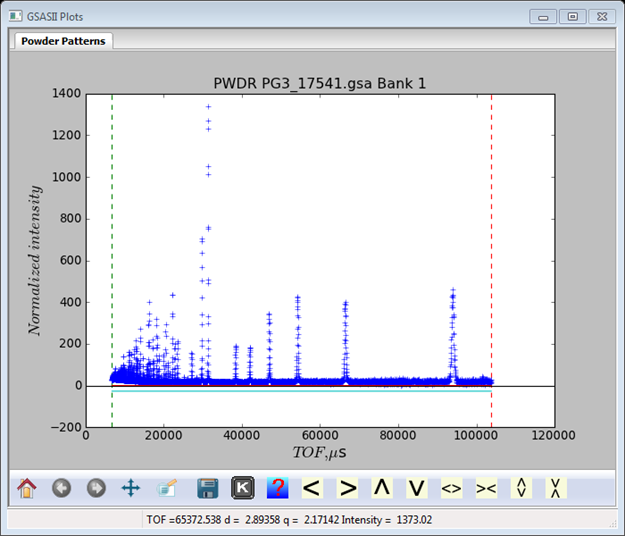 GSASII Plots
Powder Patterns
PWDR PG3_17541.gsa Bank 1
1400
1200
1000
800
600
400
200
0
−200
Normalized intensity
0 20000 40000 60000 80000 100000 120000
TOF,μs
K ? < > Λ V <> ><
TOF =65372.538 d = 2.89358 q = 2.17142 Intensity = 1373.02